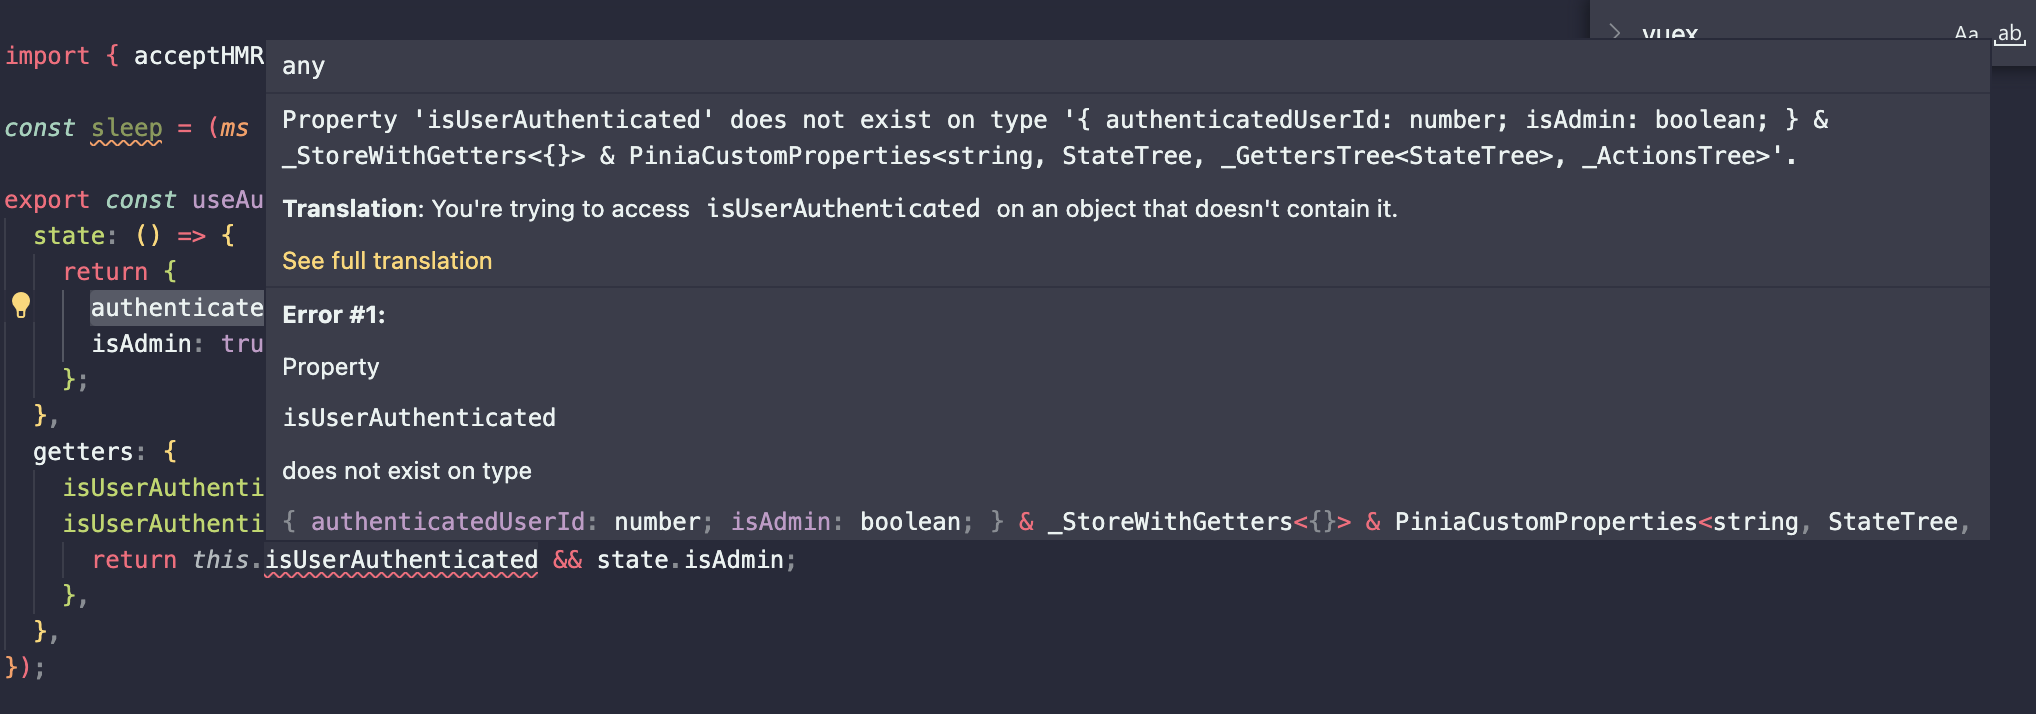 vuex Aa ab
import { acceptHMR
any
Property 'isUserAuthenticated' does not exist on type '{ authenticatedUserId: number; isAdmin: boolean; } &
const sleep = (ms
_StoreWithGetters<{}> & PiniaCustomProperties<string, StateTree, _GettersTree<StateTree>, _ActionsTree>'.
export const useAu
Translation: You're trying to access isUserAuthenticated on an object that doesn't contain it.
state: () => {
See full translation
return {
authenticate
Error #1:
isAdmin: tru
Property
};
},
isUserAuthenticated
getters: {
does not exist on type
isUserAuthenti
isUserAuthenti
{ authenticatedUserId: number; isAdmin: boolean; } & _StoreWithGetters<{}> & PiniaCustomProperties<string, StateTree,
return this.isUserAuthenticated && state.isAdmin;
},
},
});